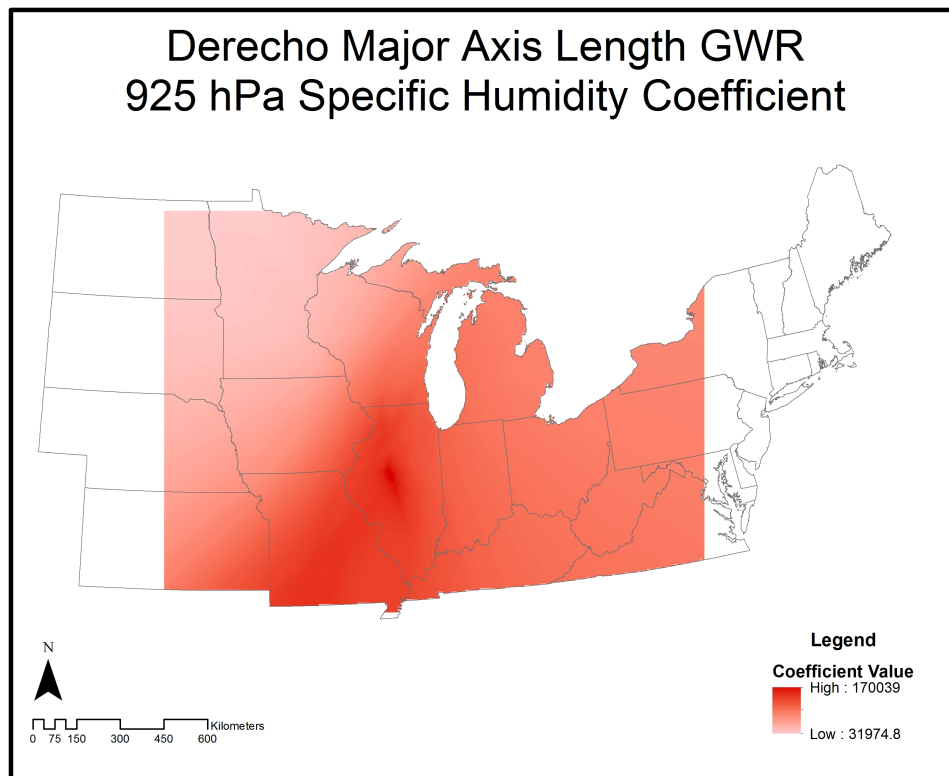 Derecho Major Axis Length GWR
925 hPa Specific Humidity Coefficient
N
Kilometers
0 75 150 300 450 600
Legend
Coefficient Value
High : 170039
Low : 31974.8